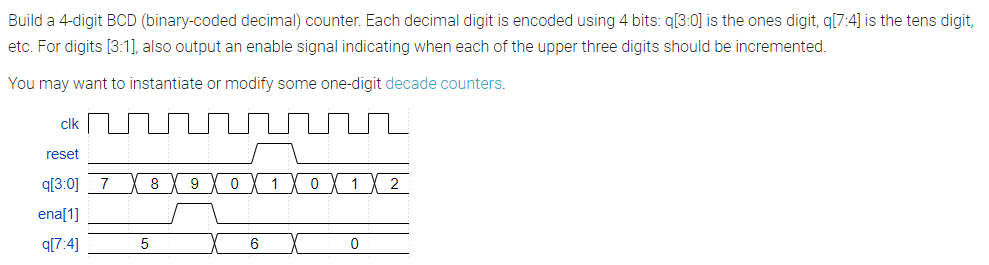 Build a 4-digit BCD (binary-coded decimal) counter. Each decimal digit is encoded using 4 bits: q[3:0] is the ones digit, q[7:4] is the tens digit,
etc. For digits [3:1], also output an enable signal indicating when each of the upper three digits should be incremented.
You may want to instantiate or modify some one-digit decade counters.
clk
reset
q[3:0] 7 8 9 0 1 0 1 2
ena[1]
q[7:4] 5 6 0